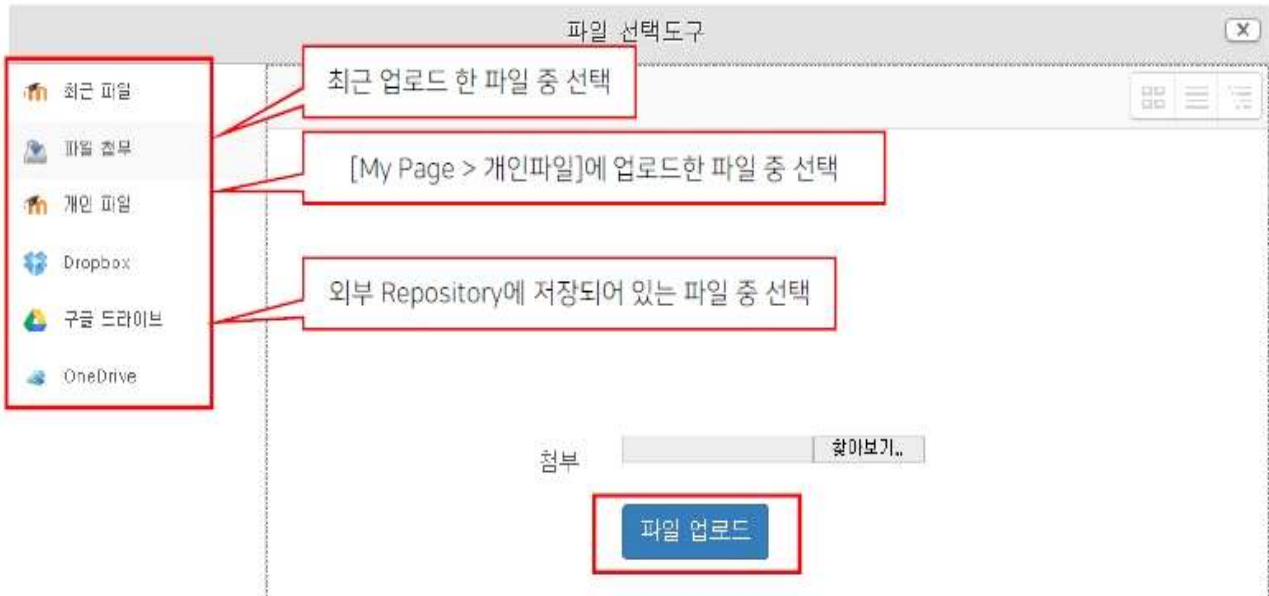 파일 선택도구
최근 파일
파일 첨부
개인 파일
Dropbox
구글 드라이브
OneDrive
최근 업로드 한 파일 중 선택
[My Page > 개인파일]에 업로드한 파일 중 선택
외부 Repository에 저장되어 있는 파일 중 선택
첨부 찾아보기..
파일 업로드